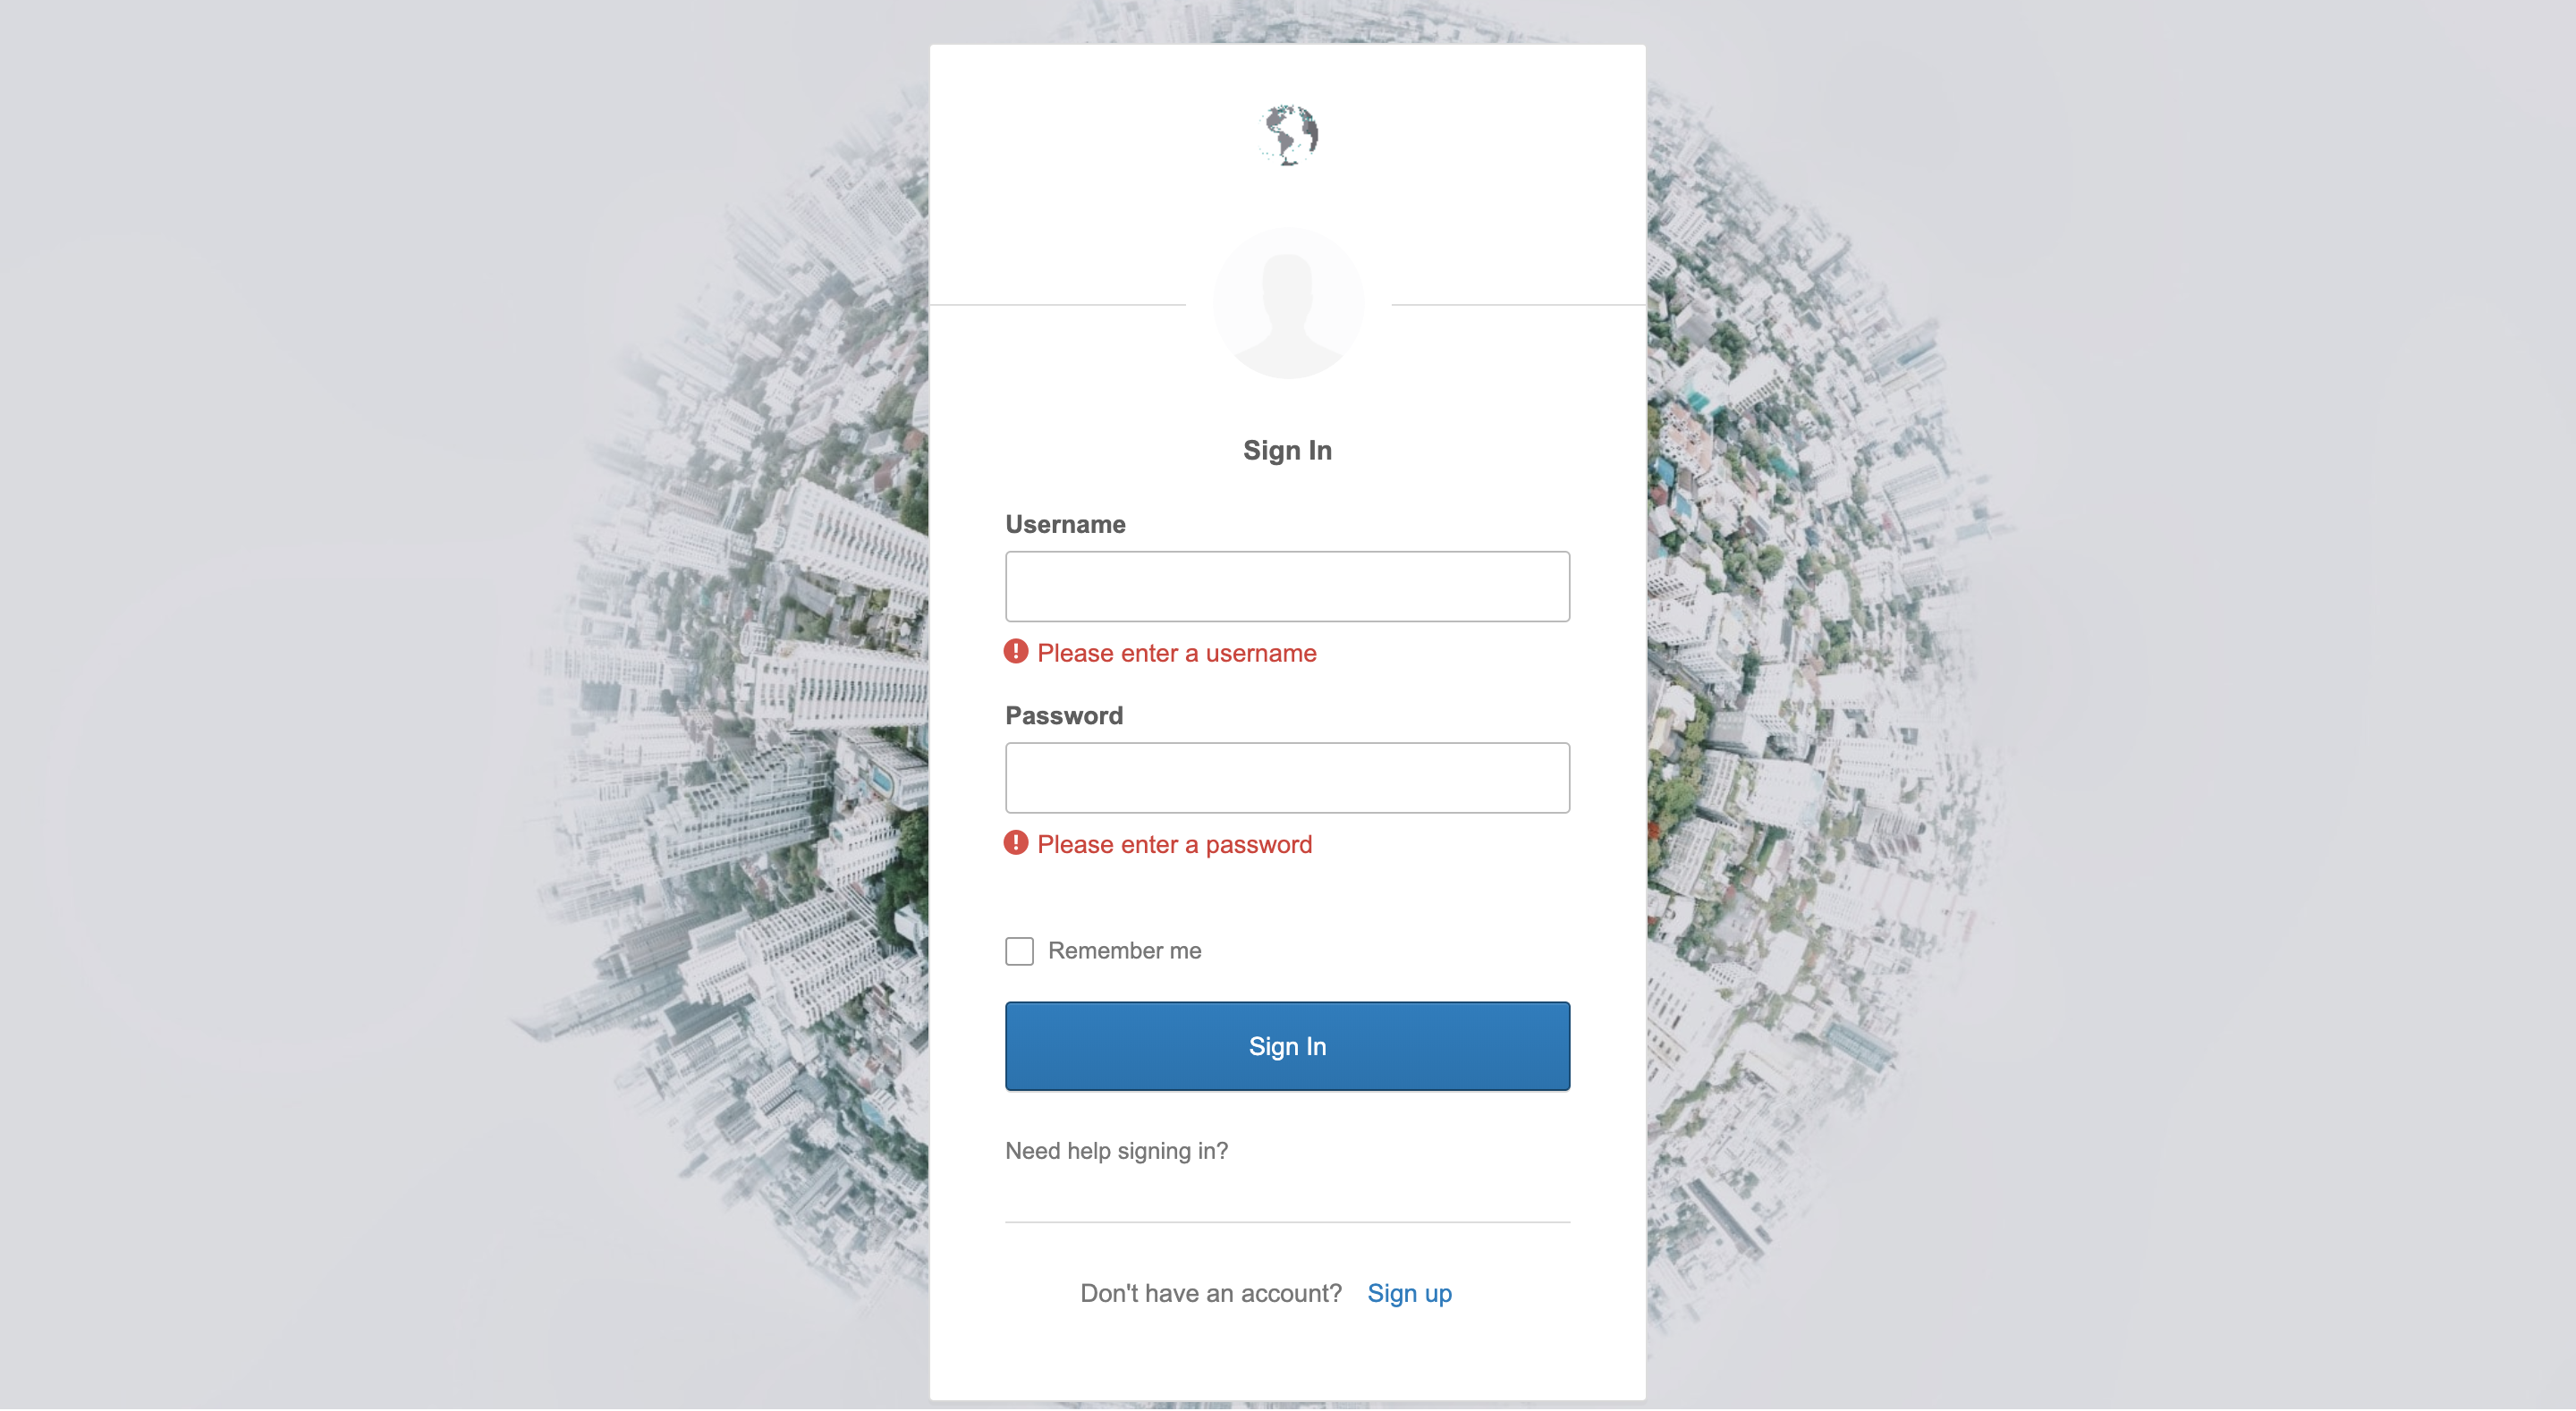 Sign In
Username
Please enter a username
Password
Please enter a password
Remember me
Sign In
Need help signing in?
Don't have an account? Sign up